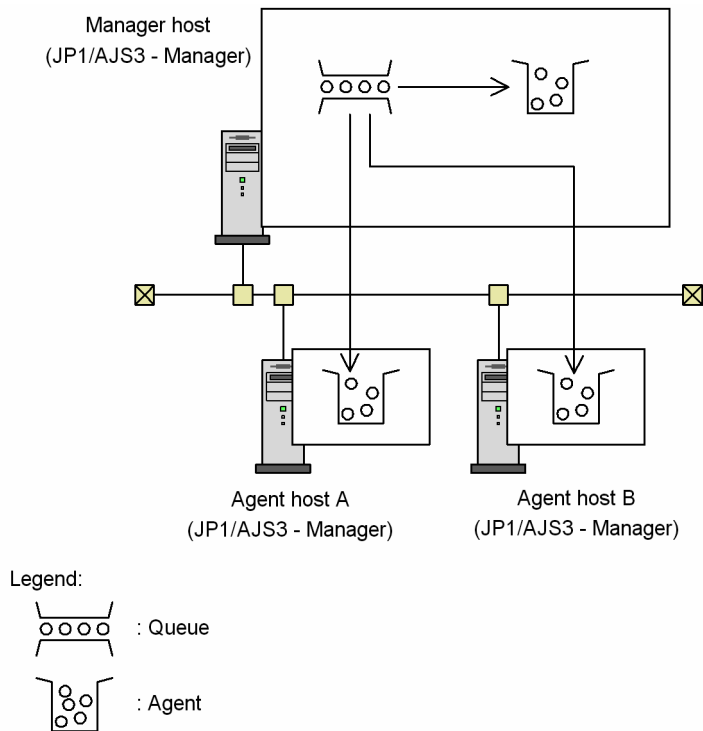 Manager host
(JP1/AJS3 - Manager)
Agent host A
(JP1/AJS3 - Manager)
Agent host B
(JP1/AJS3 - Manager)
Legend:
: Queue
: Agent